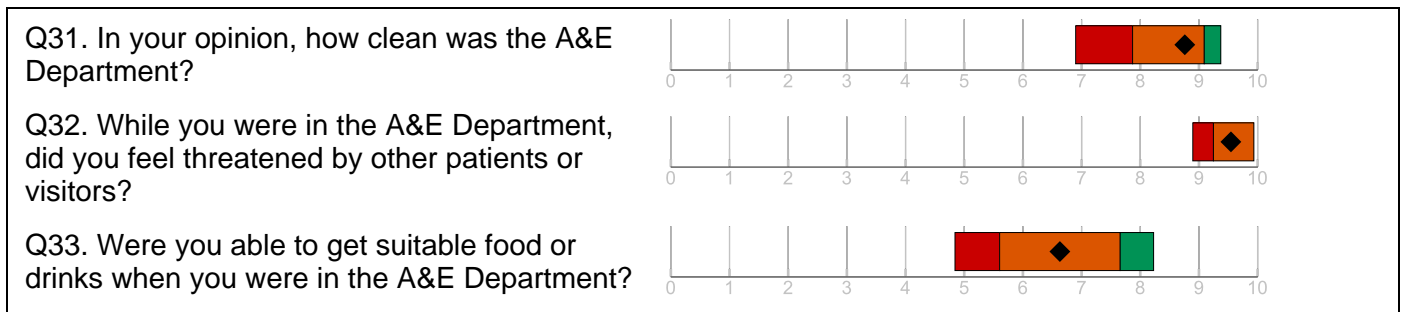 Q31. In your opinion, how clean was the A&E
Department?
0 1 2 3 4 5 6 7 8 9 10
Q32. While you were in the A&E Department,
did you feel threatened by other patients or
visitors?
0 1 2 3 4 5 6 7 8 9 10
Q33. Were you able to get suitable food or
drinks when you were in the A&E Department?
0 1 2 3 4 5 6 7 8 9 10